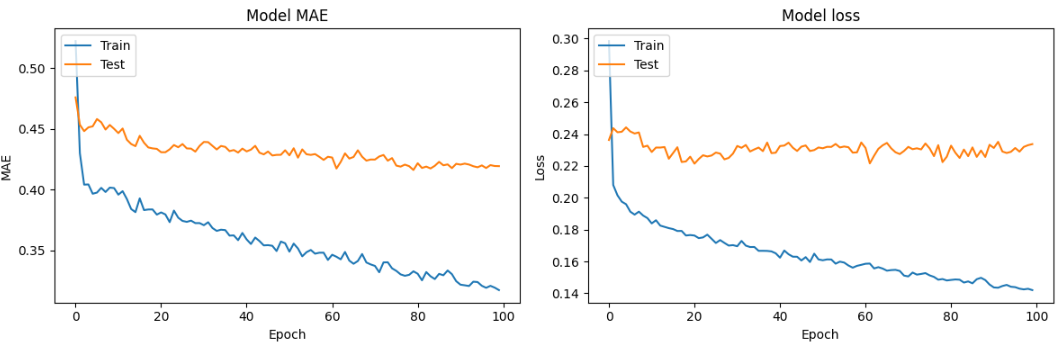 Model MAE
Train
Test
0.50
0.45
0.40
0.35
MAE
0 20 40 60 80 100
Epoch
Model loss
Train
Test
0.30
0.28
0.26
0.24
0.22
0.20
0.18
0.16
0.14
Loss
0 20 40 60 80 100
Epoch